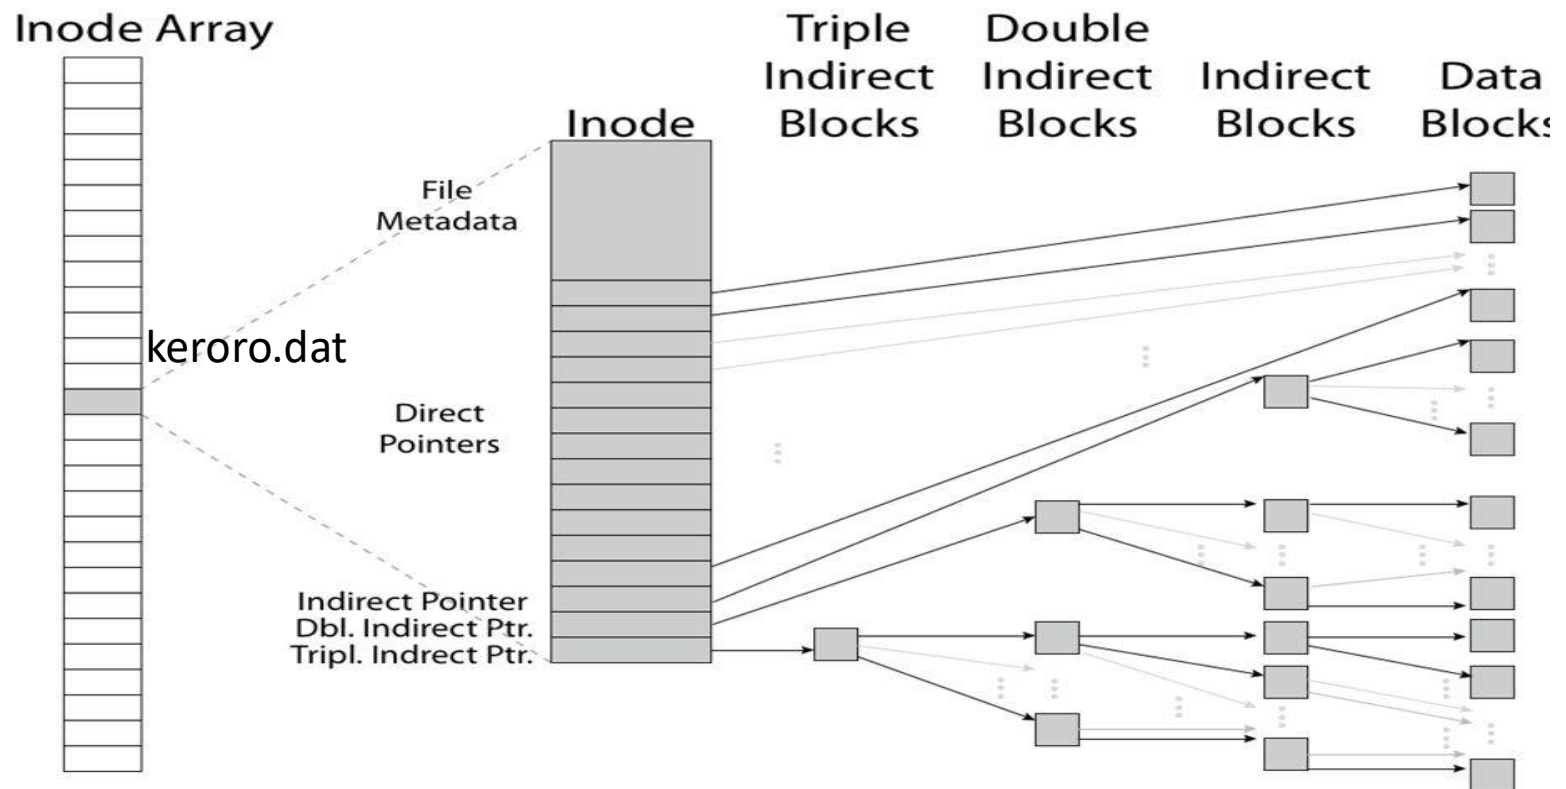 Inode Array
Triple
Indirect
Blocks
Double
Indirect
Blocks
Indirect
Blocks
Data
Blocks
Inode
File
Metadata
keroro.dat
Direct
Pointers
Indirect Pointer
Dbl. Indirect Ptr.
Tripl. Indrect Ptr.